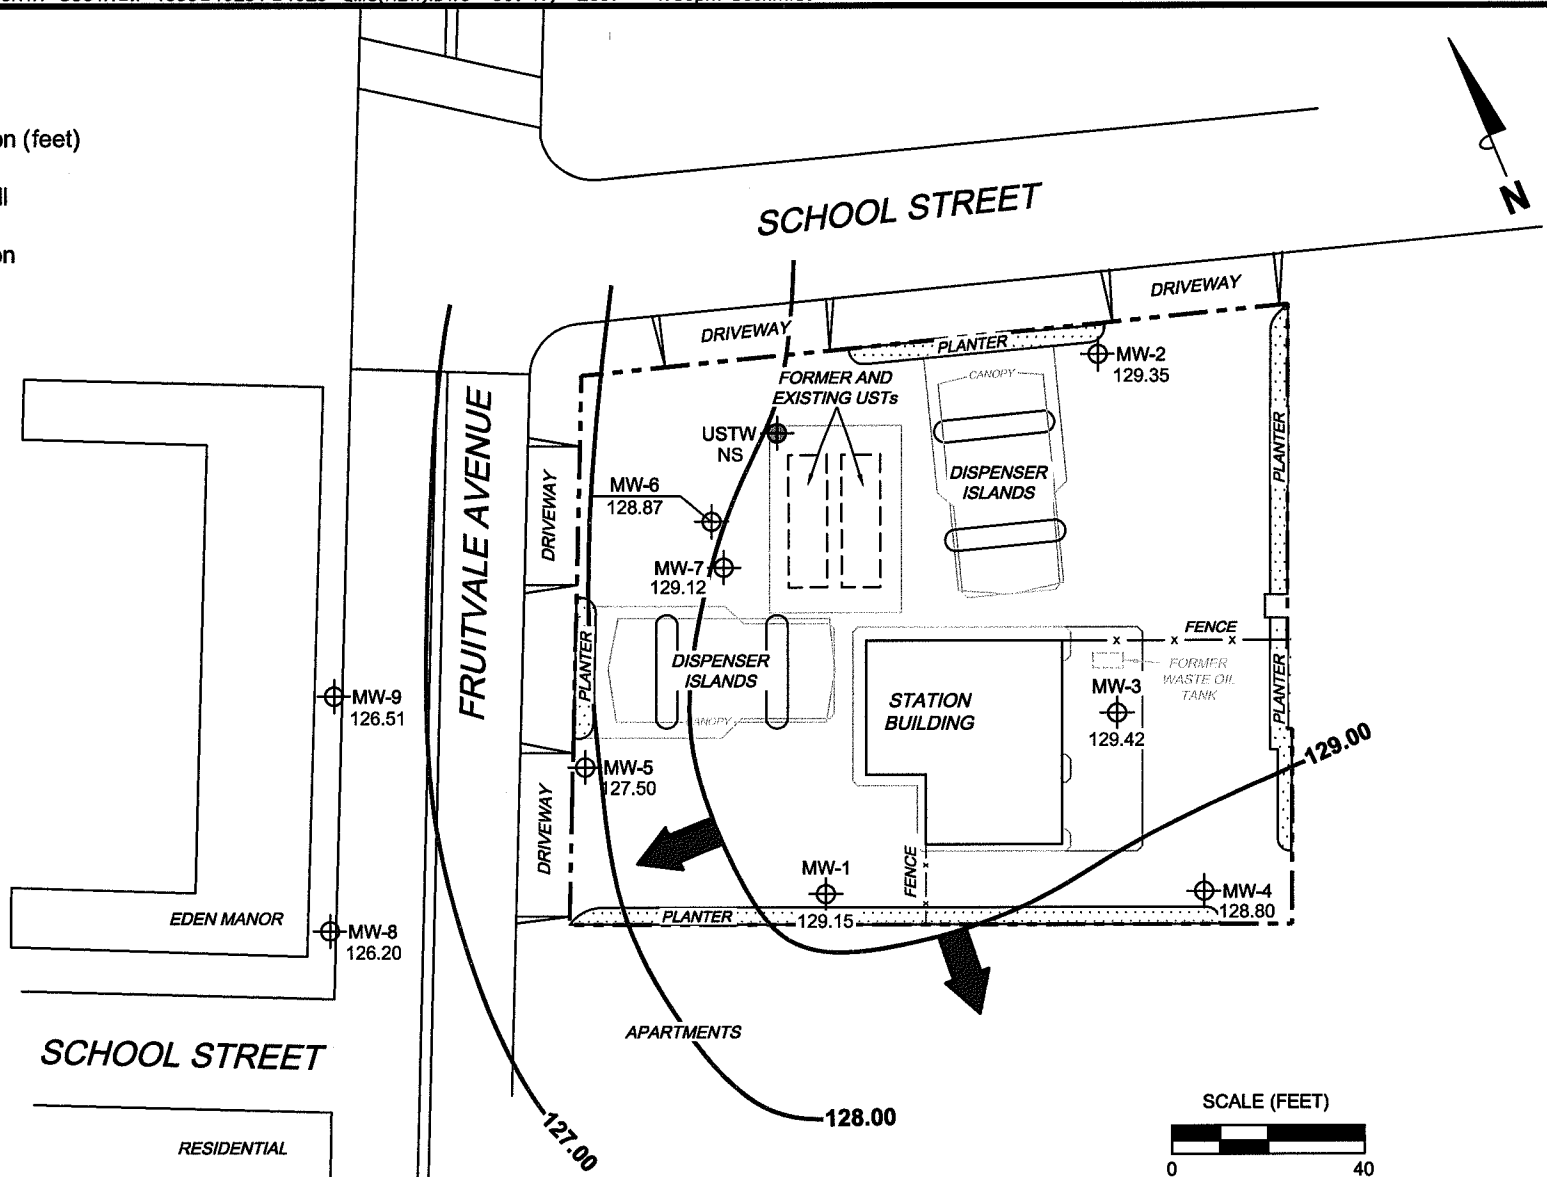 on (feet)
ll
on
N
SCHOOL STREET
DRIVEWAY
DRIVEWAY
PLANTER
MW-2
129.35
FORMER AND
EXISTING USTs
CANOPY
USTW
NS
DISPENSER
ISLANDS
PLANTER
MW-6
128.87
DRIVEWAY
FRUITVALE AVENUE
MW-7
129.12
FENCE
x x x
FORMER
WASTE OIL
TANK
PLANTER
DISPENSER
ISLANDS
CANOPY
PLANTER
STATION
BUILDING
MW-3
129.42
MW-9
126.51
129.00
MW-5
127.50
DRIVEWAY
MW-1
129.15
FENCE
x
x
MW-4
128.80
PLANTER
EDEN MANOR
MW-8
126.20
APARTMENTS
SCHOOL STREET
128.00
127.00
RESIDENTIAL
SCALE (FEET)
0 40